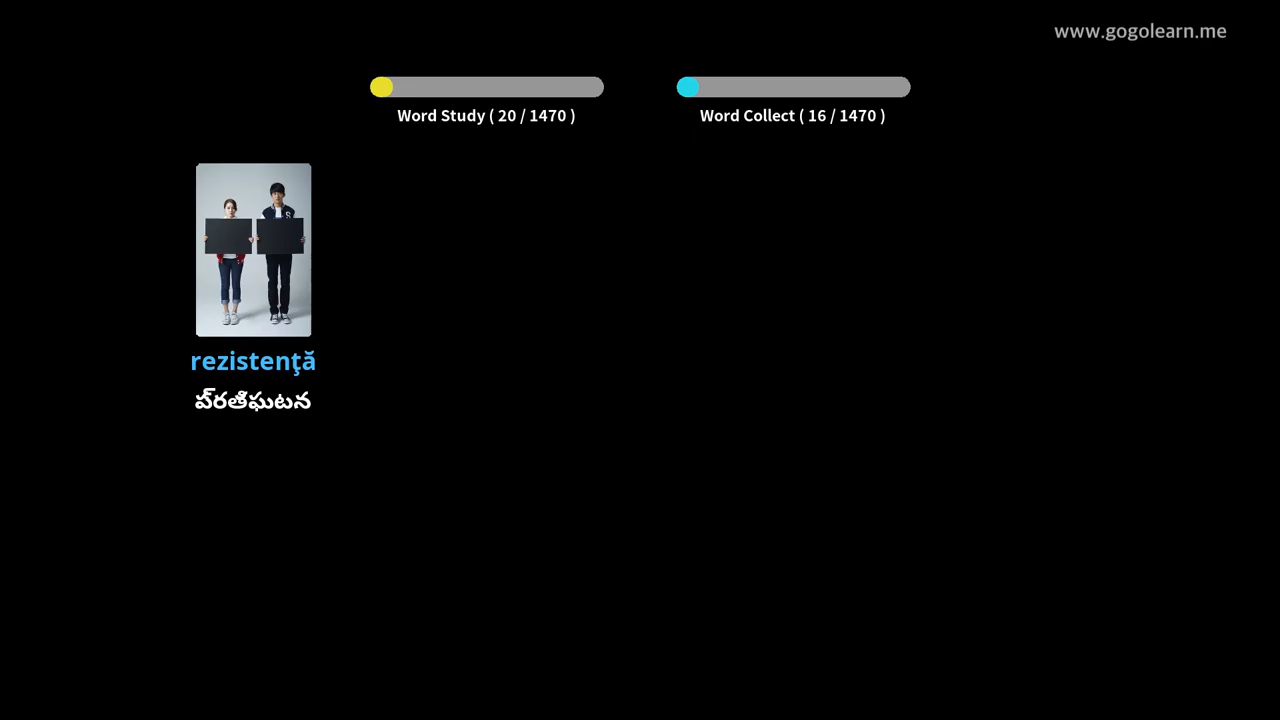 www.gogolearn.me
Word Study ( 20 / 1470 )
Word Collect ( 16 / 1470 )
rezistenţă
ప్రతిఘటన